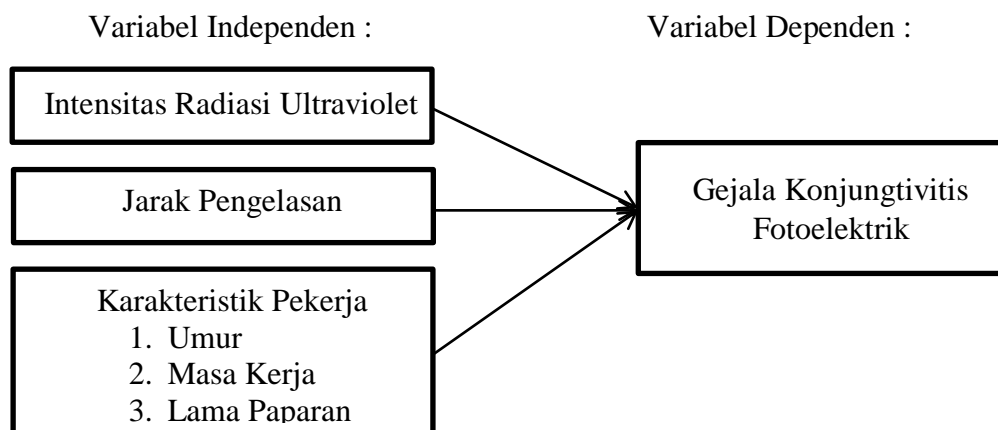 Variabel Independen :
Variabel Dependen :
Intensitas Radiasi Ultraviolet
Jarak Pengelasan
Karakteristik Pekerja
1. Umur
2. Masa Kerja
3. Lama Paparan
Gejala Konjungtivitis
Fotoelektrik